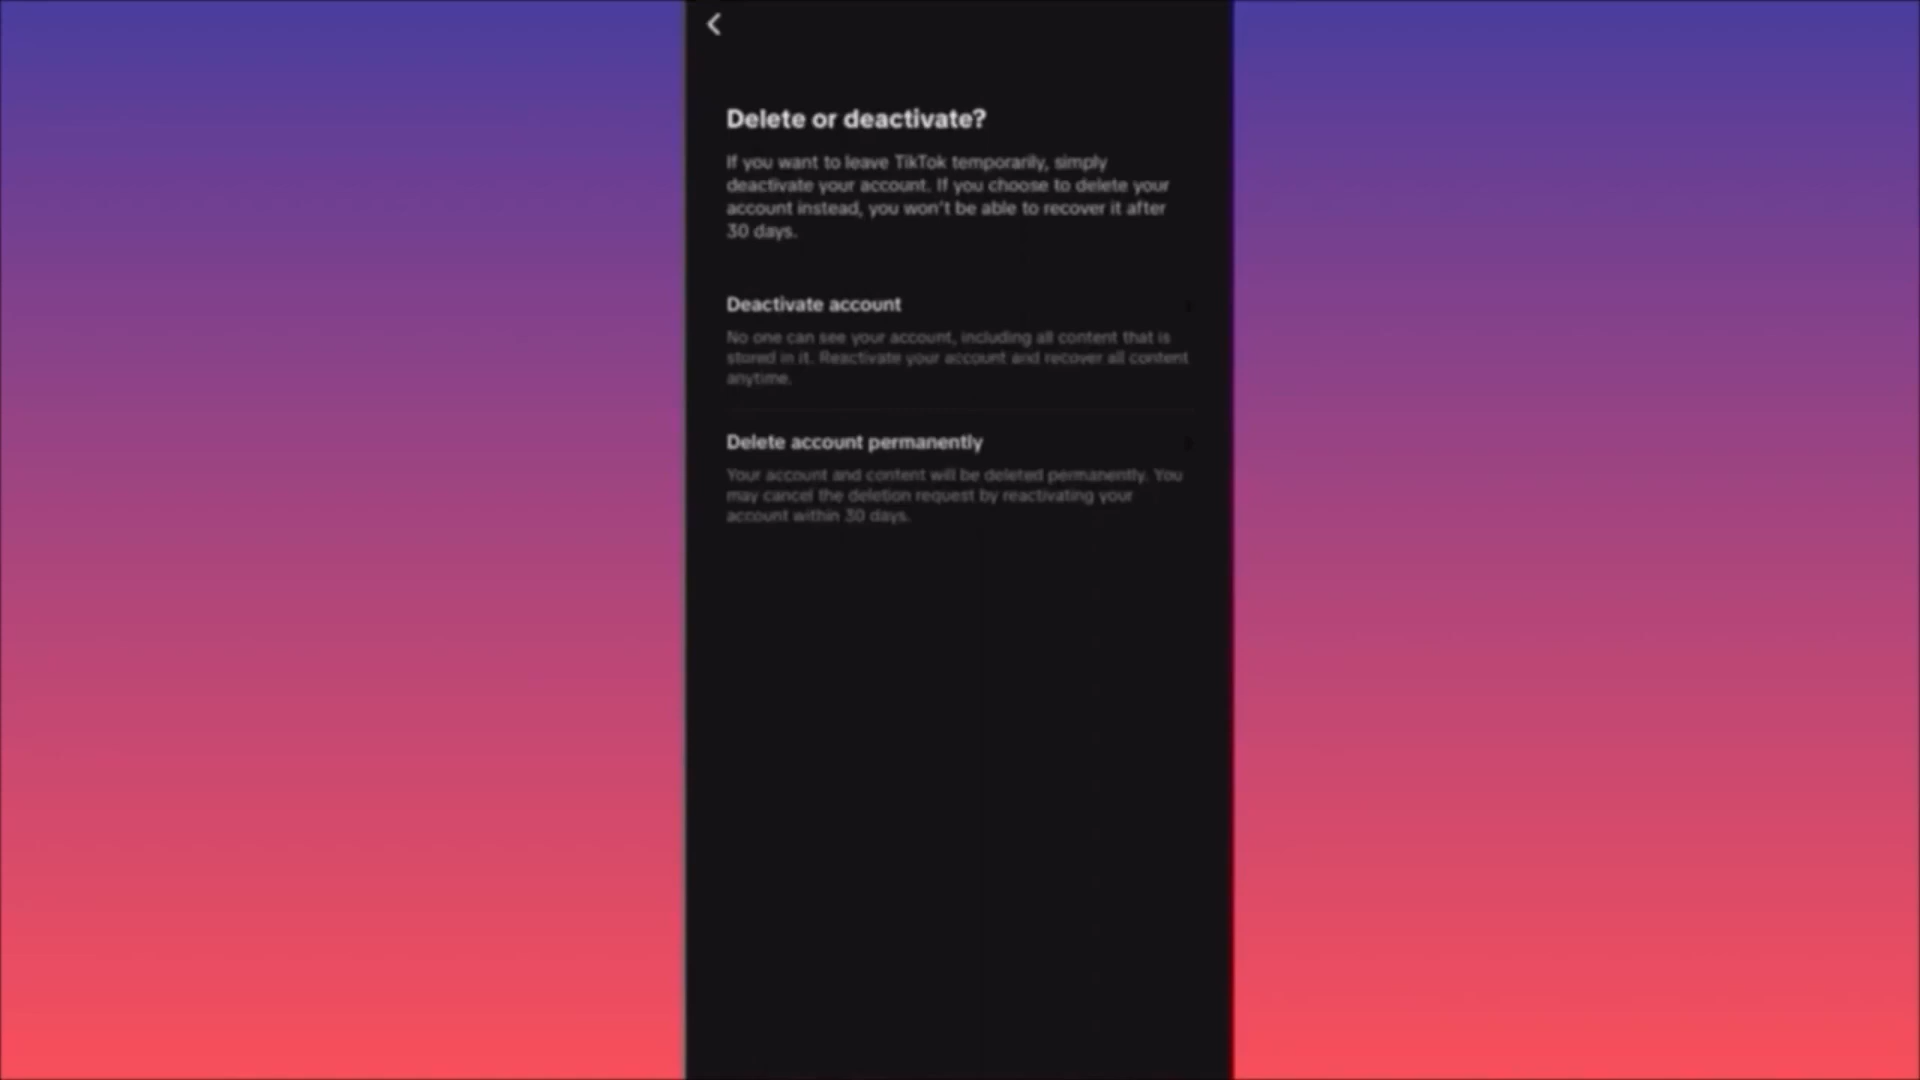 Delete or deactivate?
If you want to leave TikTok temporarily, simply
deactivate your account. If you choose to delete your
account instead, you won't be able to recover it after
30 days.
Deactivate account
No one can see your account, including all content that is
stored in it. Reactivate your account and recover all content
anytime.
Delete account permanently
Your account and content will be deleted permanently. You
may cancel the deletion request by reactivating your
account within 30 days.